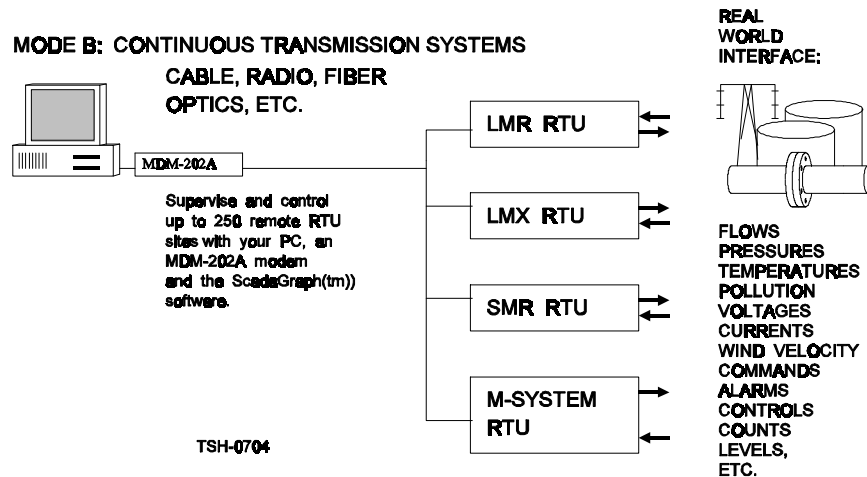 MODE B: CONTINUOUS TRANSMISSION SYSTEMS
CABLE, RADIO, FIBER
OPTICS, ETC.
MDM-202A
Supervise and control
up to 250 remote RTU
sites with your PC, an
MDM-202A modem
and the ScadaGraph(tm))
software.
TSH-0704
LMR RTU
LMX RTU
SMR RTU
M-SYSTEM
RTU
REAL
WORLD
INTERFACE:
FLOWS
PRESSURES
TEMPERATURES
POLLUTION
VOLTAGES
CURRENTS
WIND VELOCITY
COMMANDS
ALARMS
CONTROLS
COUNTS
LEVELS,
ETC.